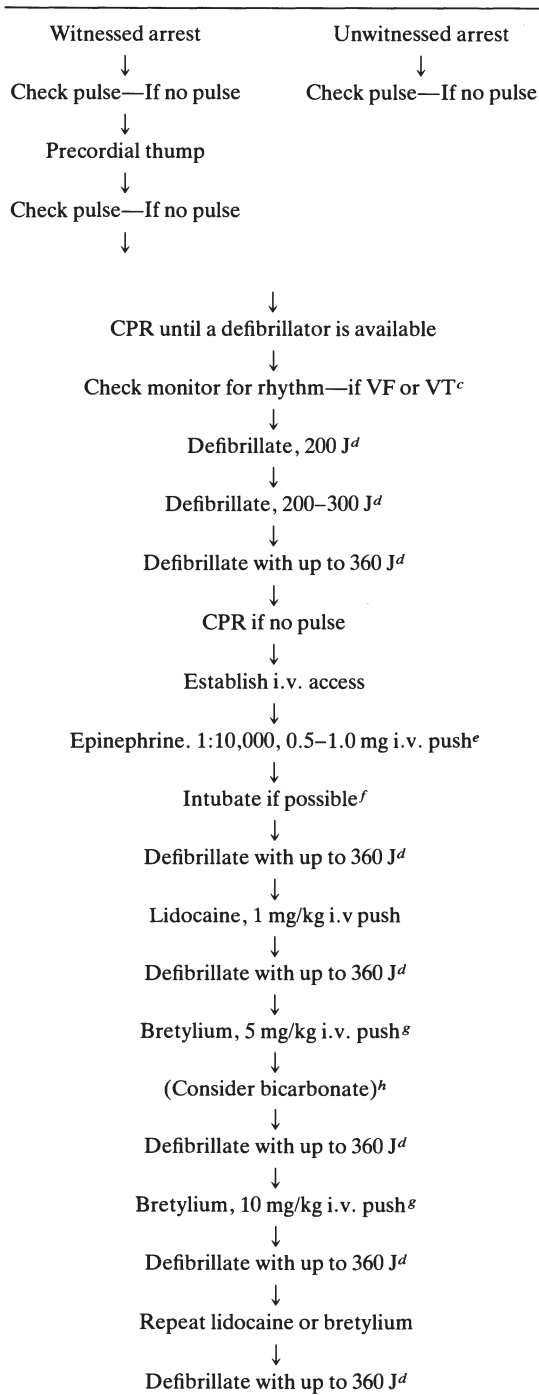 Witnessed arrest
Unwitnessed arrest
↓
↓
Check pulse—If no pulse
Check pulse—If no pulse
↓
Precordial thump
↓
Check pulse—If no pulse
↓
↓
CPR until a defibrillator is available
↓
Check monitor for rhythm—if VF or VTᶜ
↓
Defibrillate, 200 Jᵈ
↓
Defibrillate, 200–300 Jᵈ
↓
Defibrillate with up to 360 Jᵈ
↓
CPR if no pulse
↓
Establish i.v. access
↓
Epinephrine. 1:10,000, 0.5–1.0 mg i.v. pushᵉ
↓
Intubate if possibleᶠ
↓
Defibrillate with up to 360 Jᵈ
↓
Lidocaine, 1 mg/kg i.v push
↓
Defibrillate with up to 360 Jᵈ
↓
Bretylium, 5 mg/kg i.v. pushᵍ
↓
(Consider bicarbonate)ʰ
↓
Defibrillate with up to 360 Jᵈ
↓
Bretylium, 10 mg/kg i.v. pushᵍ
↓
Defibrillate with up to 360 Jᵈ
↓
Repeat lidocaine or bretylium
↓
Defibrillate with up to 360 Jᵈ